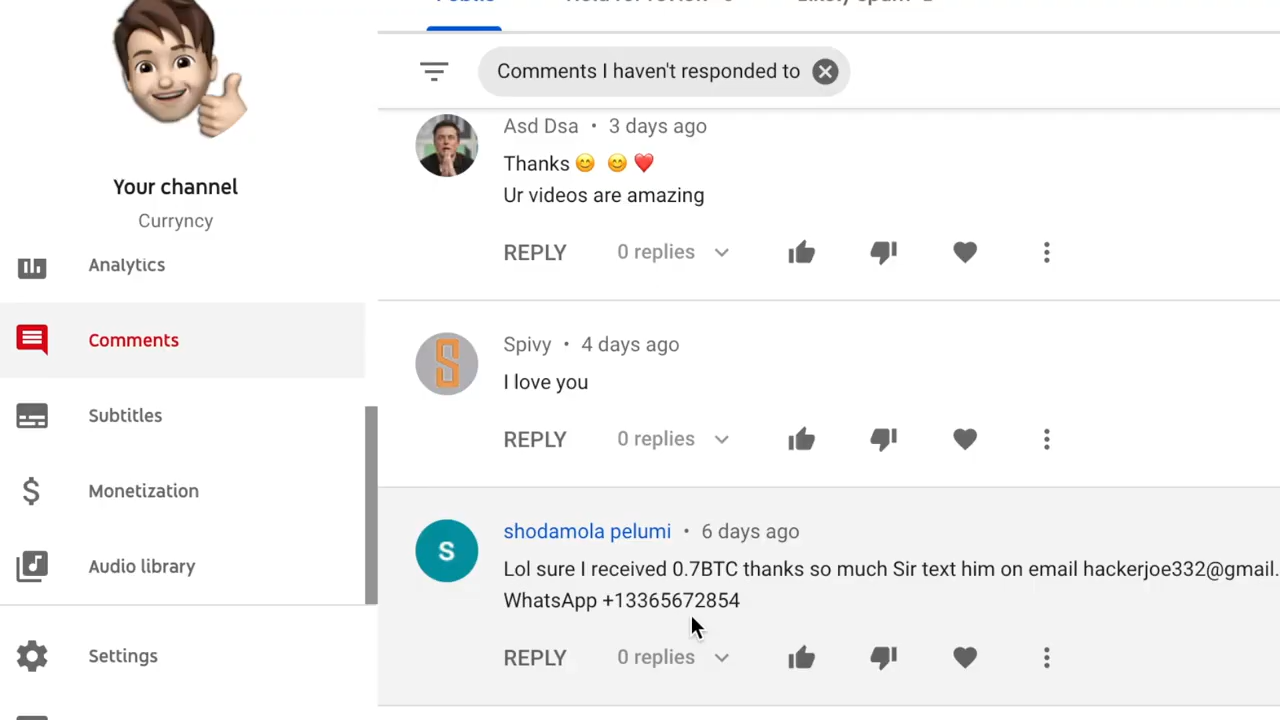 Comments I haven't responded to
Asd Dsa • 3 days ago
Thanks 😊 😊 ❤️
Ur videos are amazing
REPLY 0 replies
Your channel
Curryncy
Analytics
Comments
Subtitles
Monetization
Audio library
Settings
Spivy • 4 days ago
I love you
REPLY 0 replies
S
shodamola pelumi • 6 days ago
Lol sure I received 0.7BTC thanks so much Sir text him on email hackerjoe332@gmail.
WhatsApp +13365672854
REPLY 0 replies